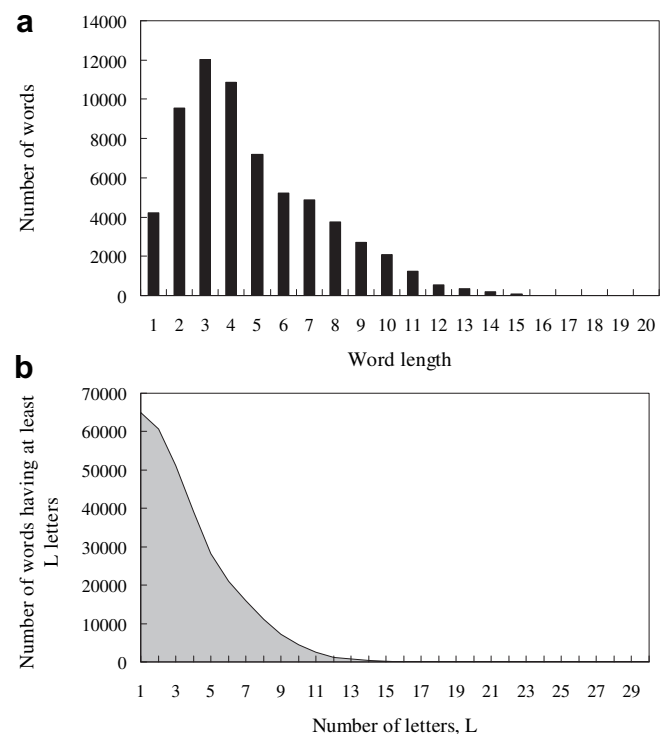 a
14000
12000
10000
8000
6000
4000
2000
0
Number of words
1 2 3 4 5 6 7 8 9 10 11 12 13 14 15 16 17 18 19 20
Word length
b
70000
60000
50000
40000
30000
20000
10000
0
Number of words having at least
L letters
1 3 5 7 9 11 13 15 17 19 21 23 25 27 29
Number of letters, L